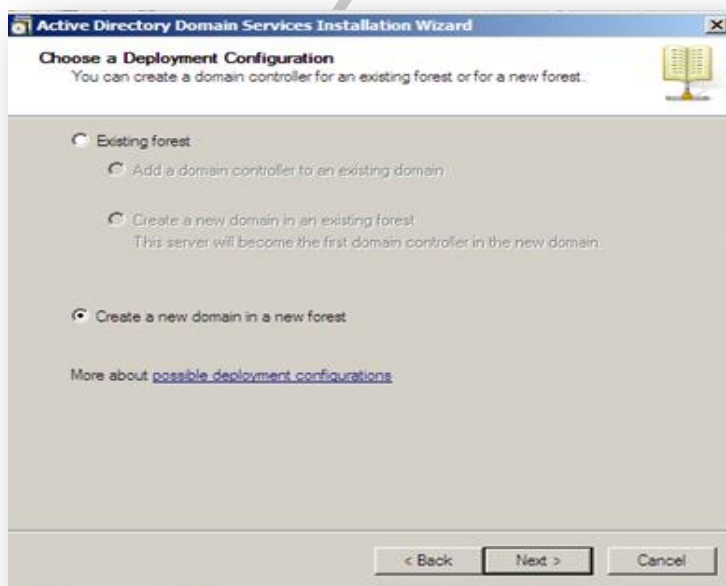 Active Directory Domain Services Installation Wizard
Choose a Deployment Configuration
You can create a domain controller for an existing forest or for a new forest.
Existing forest
Add a domain controller to an existing domain
Create a new domain in an existing forest
This server will become the first domain controller in the new domain.
Create a new domain in a new forest
More about possible deployment configurations
< Back Next > Cancel